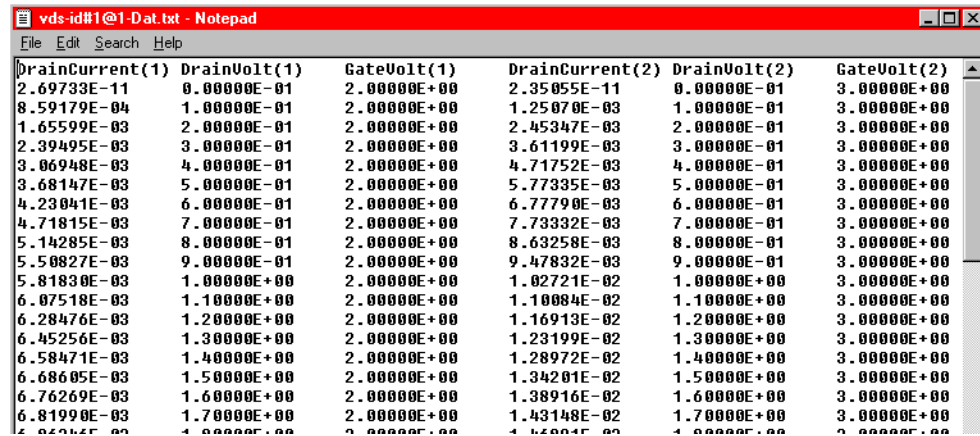 vds-id#1@1-Dat.txt - Notepad
File Edit Search Help
DrainCurrent(1) DrainVolt(1) GateVolt(1) DrainCurrent(2) DrainVolt(2) GateVolt(2)
2.69733E-11 0.00000E-01 2.00000E+00 2.35055E-11 0.00000E-01 3.00000E+00
8.59179E-04 1.00000E-01 2.00000E+00 1.25070E-03 1.00000E-01 3.00000E+00
1.65599E-03 2.00000E-01 2.00000E+00 2.45347E-03 2.00000E-01 3.00000E+00
2.39495E-03 3.00000E-01 2.00000E+00 3.61199E-03 3.00000E-01 3.00000E+00
3.06948E-03 4.00000E-01 2.00000E+00 4.71752E-03 4.00000E-01 3.00000E+00
3.68147E-03 5.00000E-01 2.00000E+00 5.77335E-03 5.00000E-01 3.00000E+00
4.23041E-03 6.00000E-01 2.00000E+00 6.77790E-03 6.00000E-01 3.00000E+00
4.71815E-03 7.00000E-01 2.00000E+00 7.73332E-03 7.00000E-01 3.00000E+00
5.14285E-03 8.00000E-01 2.00000E+00 8.63258E-03 8.00000E-01 3.00000E+00
5.50827E-03 9.00000E-01 2.00000E+00 9.47832E-03 9.00000E-01 3.00000E+00
5.81830E-03 1.00000E+00 2.00000E+00 1.02721E-02 1.00000E+00 3.00000E+00
6.07518E-03 1.10000E+00 2.00000E+00 1.10084E-02 1.10000E+00 3.00000E+00
6.28476E-03 1.20000E+00 2.00000E+00 1.16913E-02 1.20000E+00 3.00000E+00
6.45256E-03 1.30000E+00 2.00000E+00 1.23199E-02 1.30000E+00 3.00000E+00
6.58471E-03 1.40000E+00 2.00000E+00 1.28972E-02 1.40000E+00 3.00000E+00
6.68605E-03 1.50000E+00 2.00000E+00 1.34201E-02 1.50000E+00 3.00000E+00
6.76269E-03 1.60000E+00 2.00000E+00 1.38916E-02 1.60000E+00 3.00000E+00
6.81990E-03 1.70000E+00 2.00000E+00 1.43148E-02 1.70000E+00 3.00000E+00